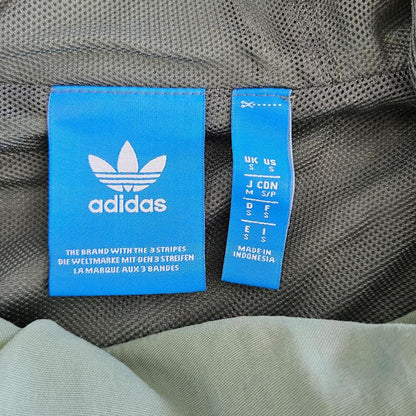 adidas
THE BRAND WITH THE 3 STRIPES
DIE WELTMARKE MIT DEN 3 STREIFEN
LA MARQUE AUX 3 BANDES
UK US
S S
J CDN
M S/P
D F
S S
E I
S S
MADE IN
INDONESIA